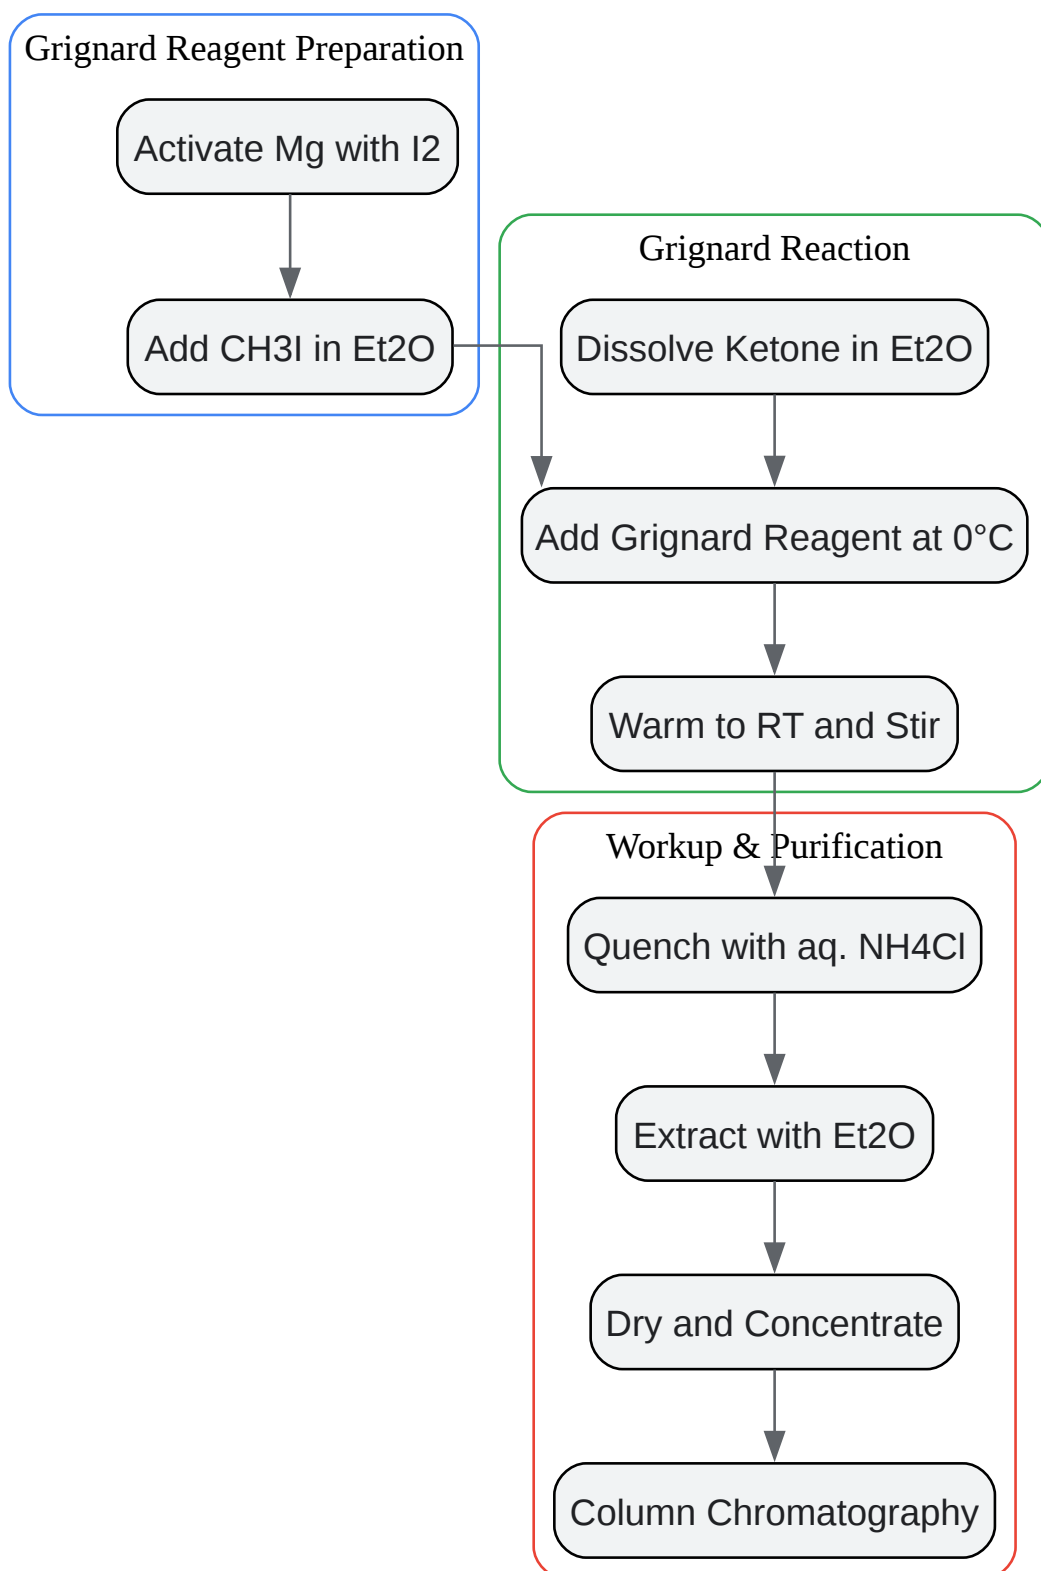 Grignard Reagent Preparation
Activate Mg with I2
Add CH3I in Et2O
Grignard Reaction
Dissolve Ketone in Et2O
Add Grignard Reagent at 0°C
Warm to RT and Stir
Workup & Purification
Quench with aq. NH4Cl
Extract with Et2O
Dry and Concentrate
Column Chromatography